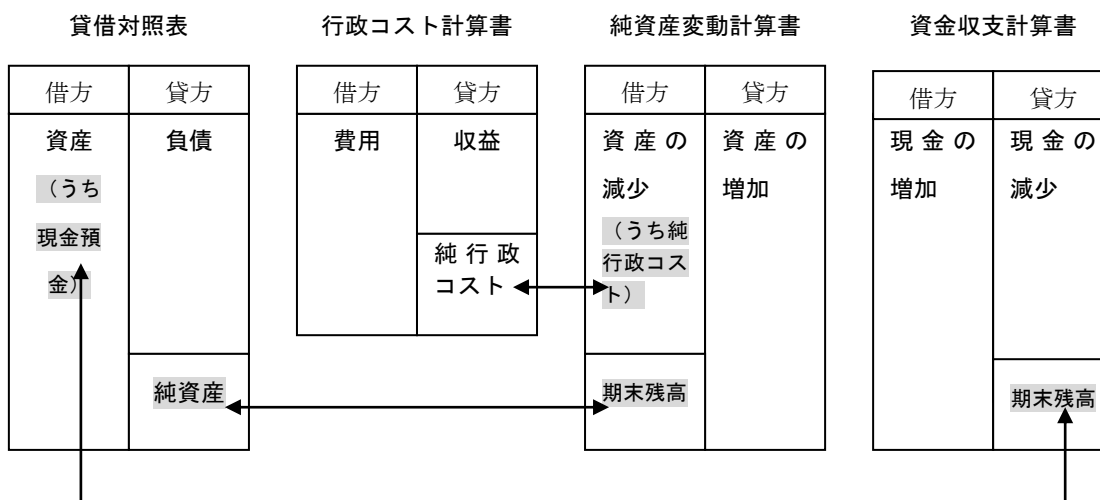 貸借対照表
借方 貸方
資産
（うち
現金預
金）
負債
純資産
行政コスト計算書
借方 貸方
費用
収益
純行政
コスト
純資産変動計算書
借方 貸方
資産の
減少
（うち純
行政コス
ト）
期末残高
資産の
増加
資金収支計算書
借方 貸方
現金の
増加
現金の
減少
期末残高